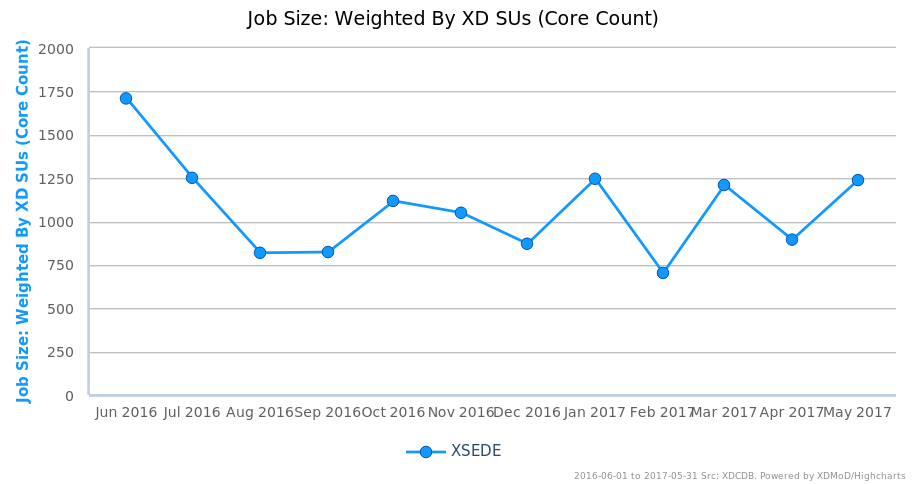 Job Size: Weighted By XD SUs (Core Count)
Job Size: Weighted By XD SUs (Core Count)
2000
1750
1500
1250
1000
750
500
250
0
Jun 2016 Jul 2016 Aug 2016 Sep 2016 Oct 2016 Nov 2016 Dec 2016 Jan 2017 Feb 2017 Mar 2017 Apr 2017 May 2017
XSEDE
2016-06-01 to 2017-05-31 Src: XDCDB. Powered by XDMoD/Highcharts